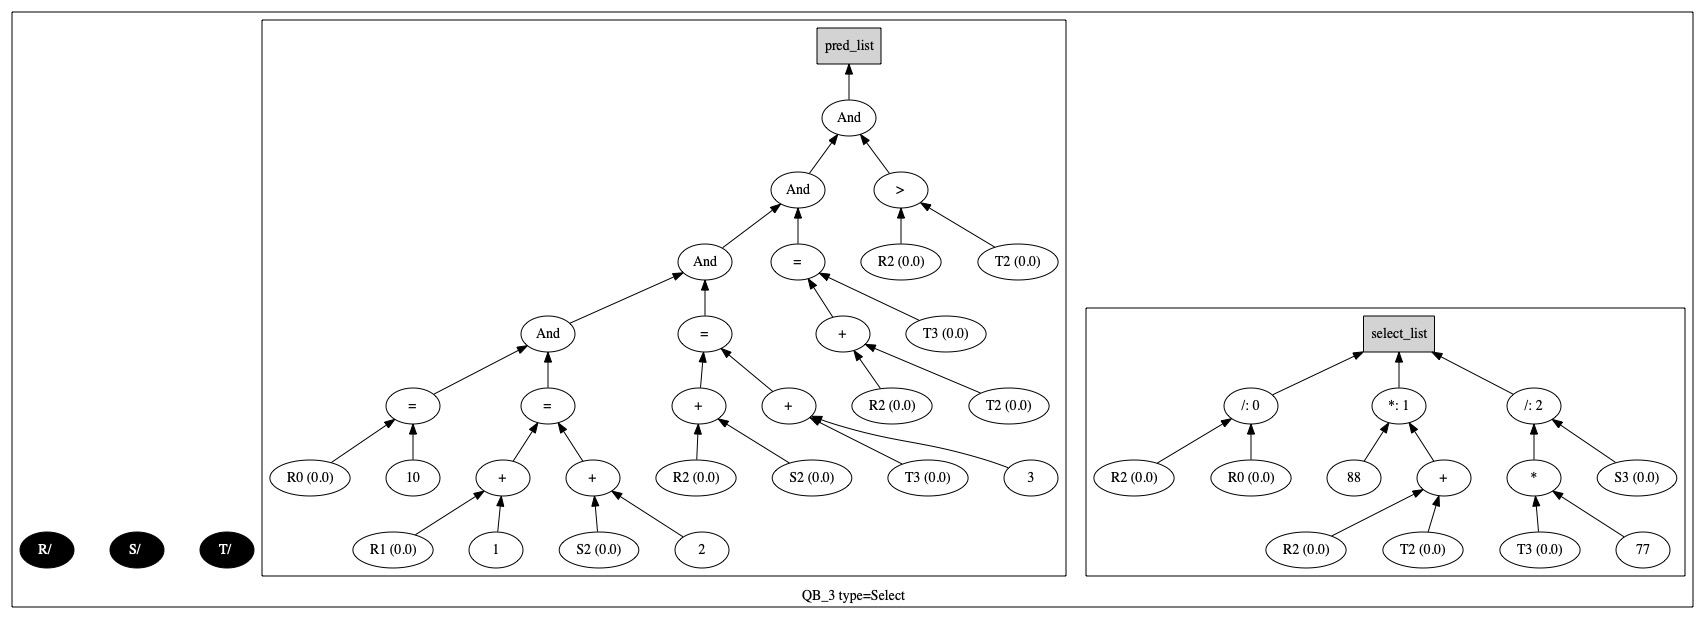 pred_list
And
And
>
And
=
R2 (0.0)
T2 (0.0)
And
=
+
T3 (0.0)
select_list
=
=
+
+
R2 (0.0)
T2 (0.0)
/: 0
*: 1
/: 2
R0 (0.0)
10
+
+
R2 (0.0)
S2 (0.0)
T3 (0.0)
3
R2 (0.0)
R0 (0.0)
88
+
*
S3 (0.0)
R/
S/
T/
R1 (0.0)
1
S2 (0.0)
2
R2 (0.0)
T2 (0.0)
T3 (0.0)
77
QB_3 type=Select